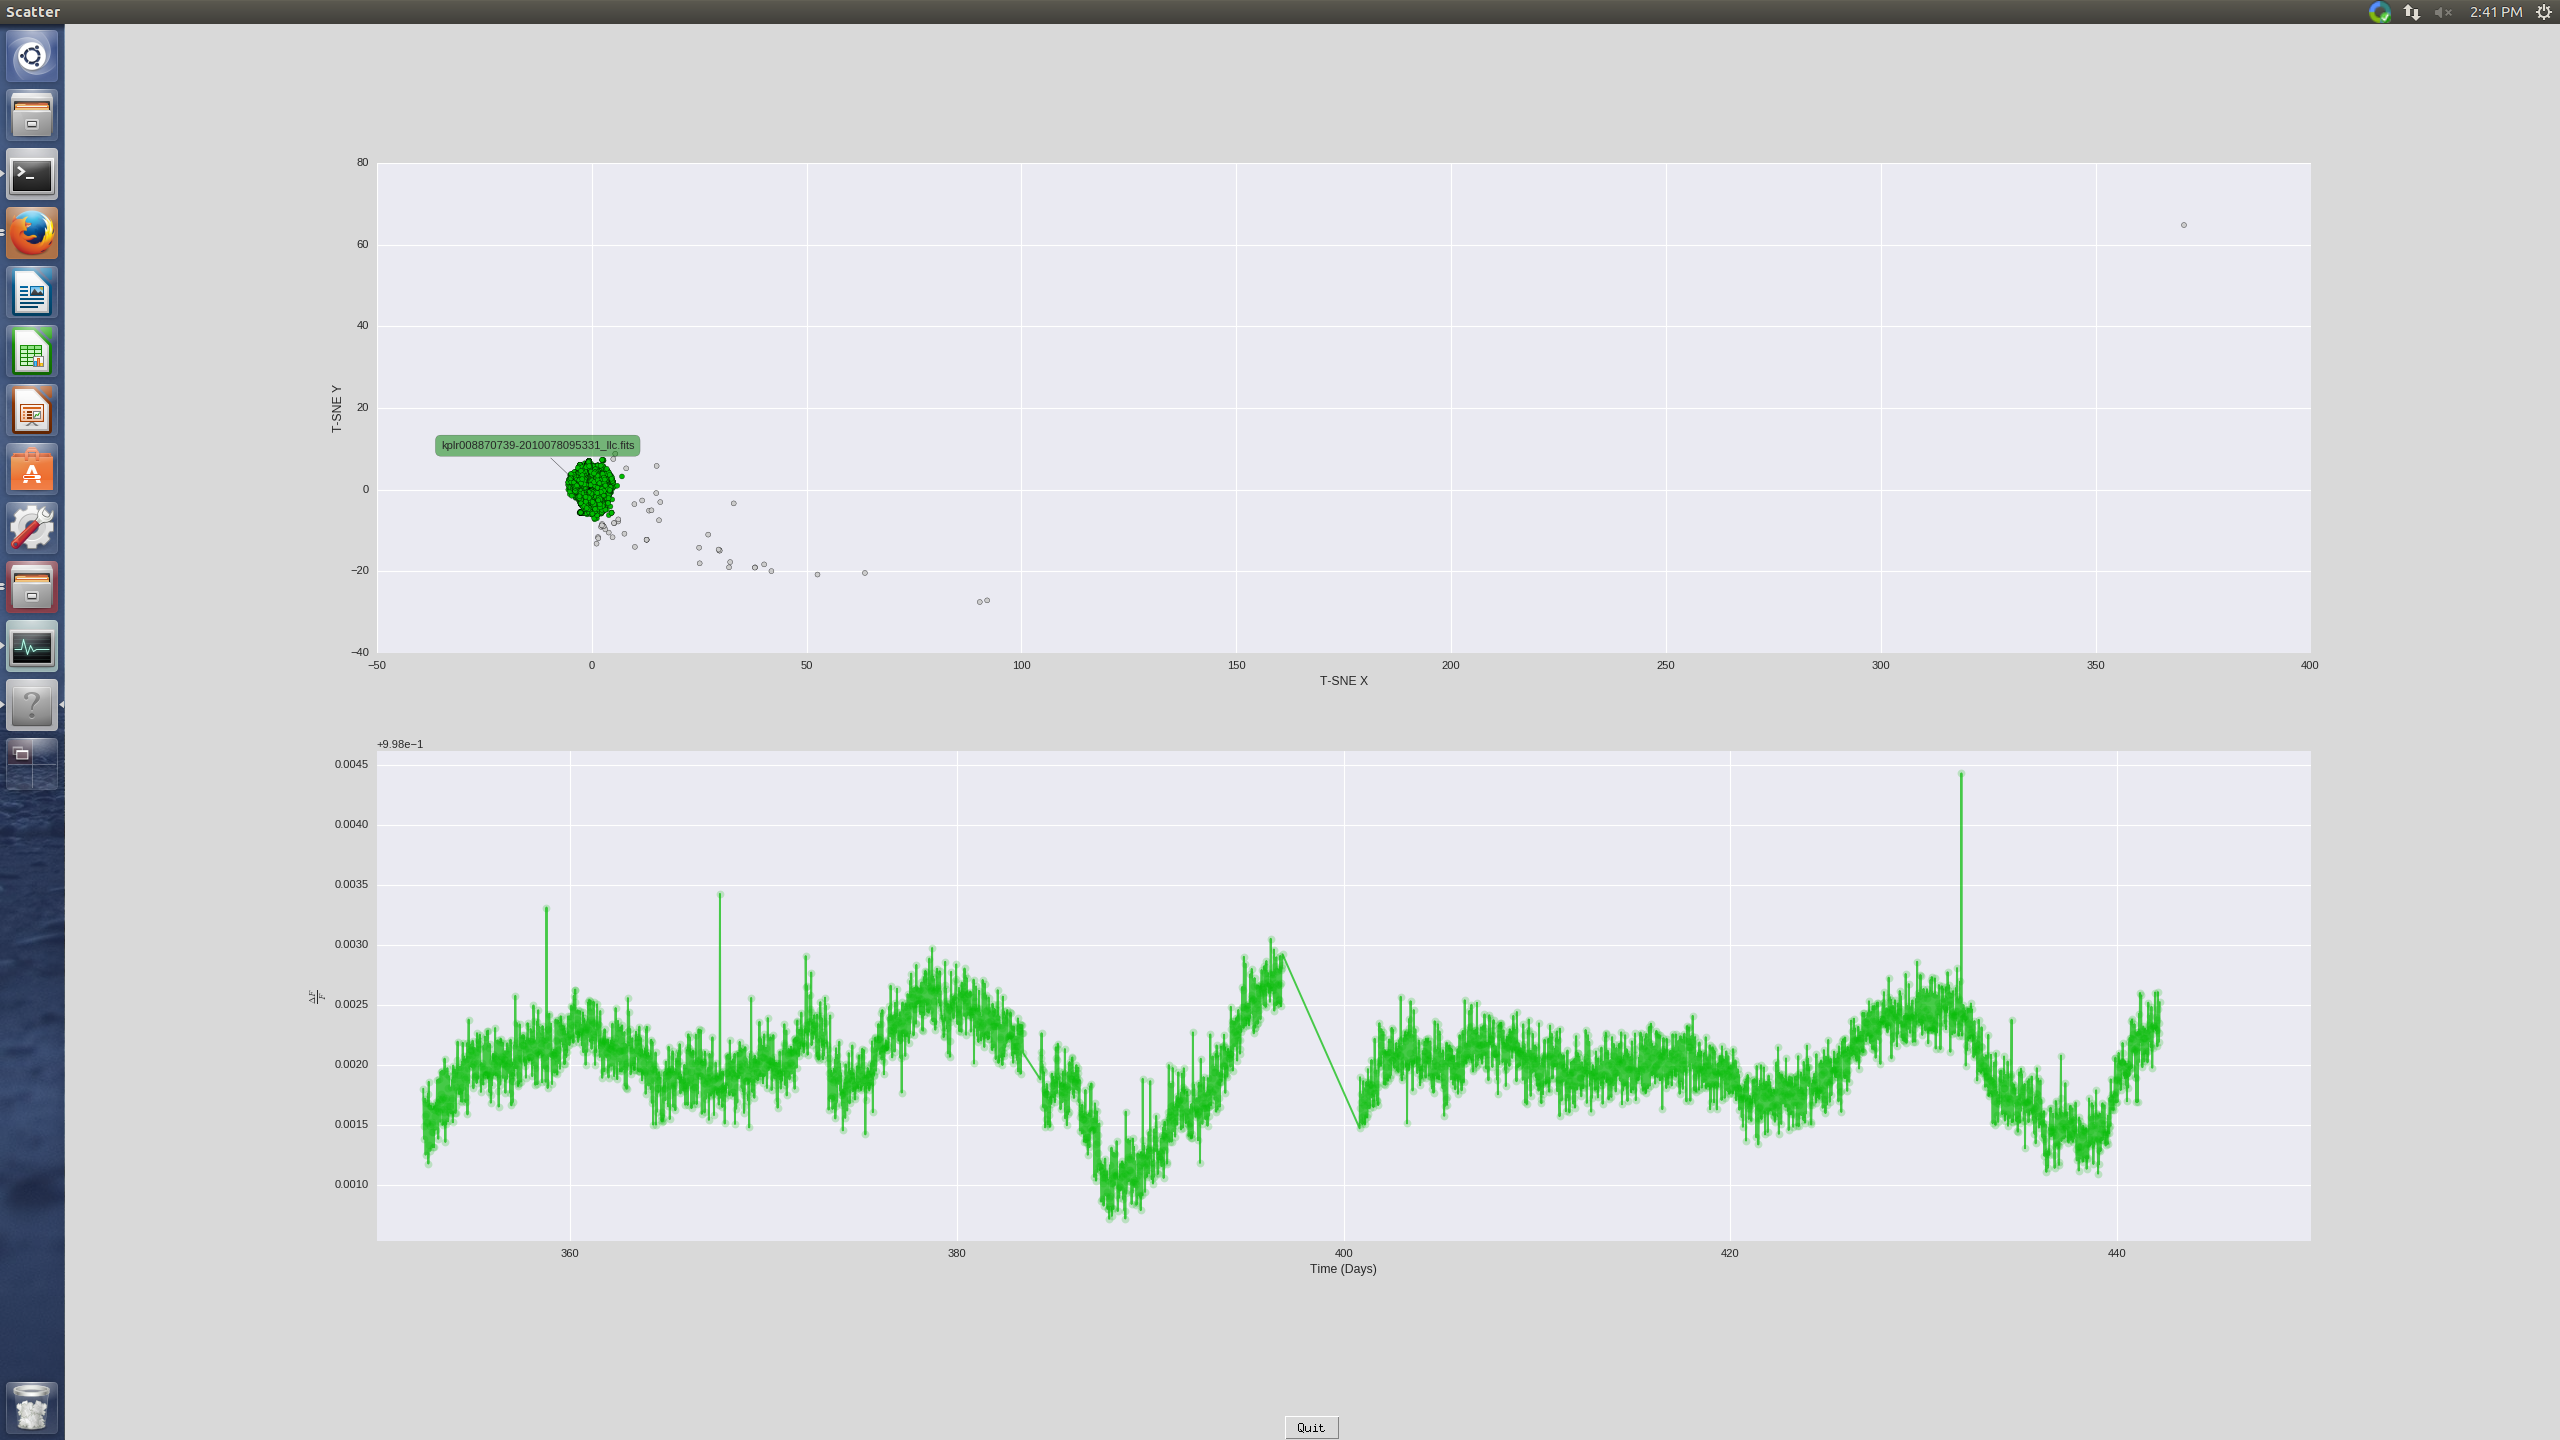 Scatter
2:41 PM
80
60
40
20
0
−20
−40
T-SNE Y
kplr008870739-2010078095331_llc.fits
−50 0 50 100 150 200 250 300 350 400
T-SNE X
+9.98e−1
0.0045
0.0040
0.0035
0.0030
0.0025
0.0020
0.0015
0.0010
ΔF
F
360 380 400 420 440
Time (Days)
Quit